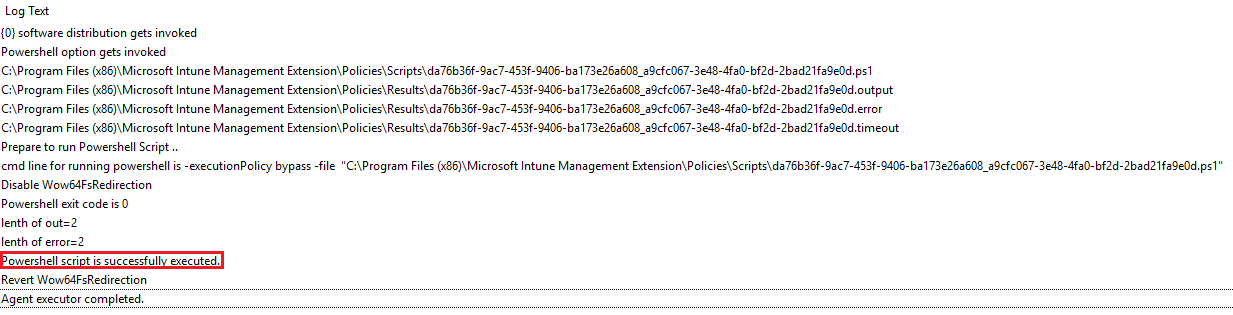 Log Text
{0} software distribution gets invoked
Powershell option gets invoked
C:\Program Files (x86)\Microsoft Intune Management Extension\Policies\Scripts\da76b36f-9ac7-453f-9406-ba173e26a608_a9cfc067-3e48-4fa0-bf2d-2bad21fa9e0d.ps1
C:\Program Files (x86)\Microsoft Intune Management Extension\Policies\Results\da76b36f-9ac7-453f-9406-ba173e26a608_a9cfc067-3e48-4fa0-bf2d-2bad21fa9e0d.output
C:\Program Files (x86)\Microsoft Intune Management Extension\Policies\Results\da76b36f-9ac7-453f-9406-ba173e26a608_a9cfc067-3e48-4fa0-bf2d-2bad21fa9e0d.error
C:\Program Files (x86)\Microsoft Intune Management Extension\Policies\Results\da76b36f-9ac7-453f-9406-ba173e26a608_a9cfc067-3e48-4fa0-bf2d-2bad21fa9e0d.timeout
Prepare to run Powershell Script ..
cmd line for running powershell is -executionPolicy bypass -file  "C:\Program Files (x86)\Microsoft Intune Management Extension\Policies\Scripts\da76b36f-9ac7-453f-9406-ba173e26a608_a9cfc067-3e48-4fa0-bf2d-2bad21fa9e0d.ps1"
Disable Wow64FsRedirection
Powershell exit code is 0
lenth of out=2
lenth of error=2
Powershell script is successfully executed.
Revert Wow64FsRedirection
Agent executor completed.